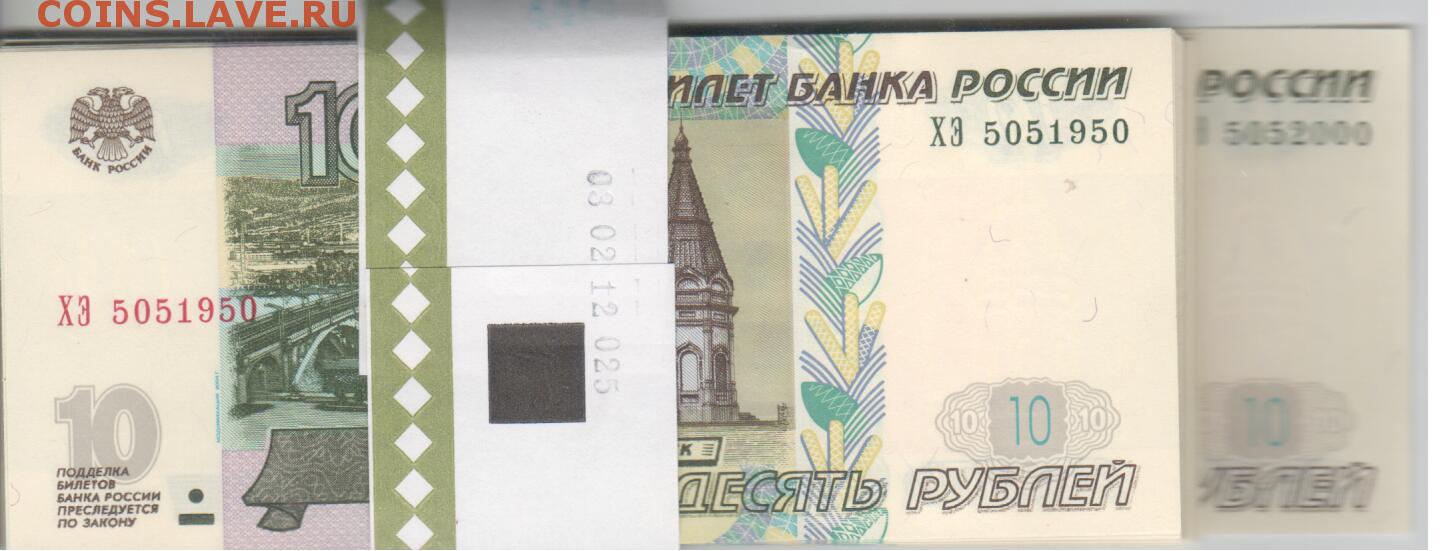 COINS.LAVE.RU
БАНК РОССИИ
10
ИЛЕТ БАНКА РОССИИ
ХЭ 5051950
РОССИИ
5052000
03 02 12 025
ХЭ 5051950
10
10 10 10
10
ПОДДЕЛКА
БИЛЕТОВ
БАНКА РОССИИ
ПРЕСЛЕДУЕТСЯ
ПО ЗАКОНУ
К
ДЕСЯТЬ РУБЛЕЙ
УБЛЕЙ